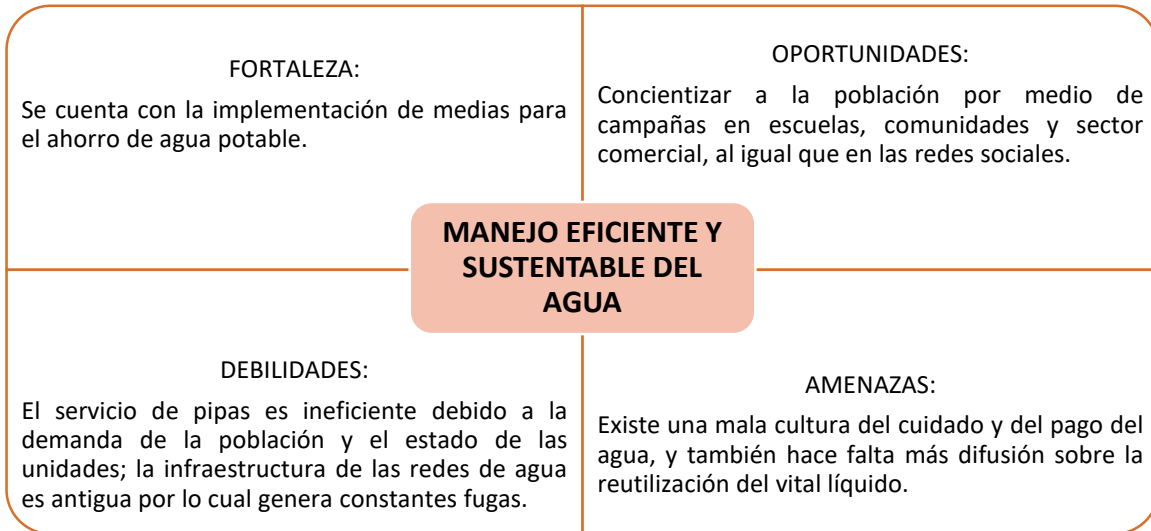 FORTALEZA:
Se cuenta con la implementación de medias para
el ahorro de agua potable.
OPORTUNIDADES:
Concientizar a la población por medio de
campañas en escuelas, comunidades y sector
comercial, al igual que en las redes sociales.
MANEJO EFICIENTE Y
SUSTENTABLE DEL
AGUA
DEBILIDADES:
El servicio de pipas es ineficiente debido a la
demanda de la población y el estado de las
unidades; la infraestructura de las redes de agua
es antigua por lo cual genera constantes fugas.
AMENAZAS:
Existe una mala cultura del cuidado y del pago del
agua, y también hace falta más difusión sobre la
reutilización del vital líquido.